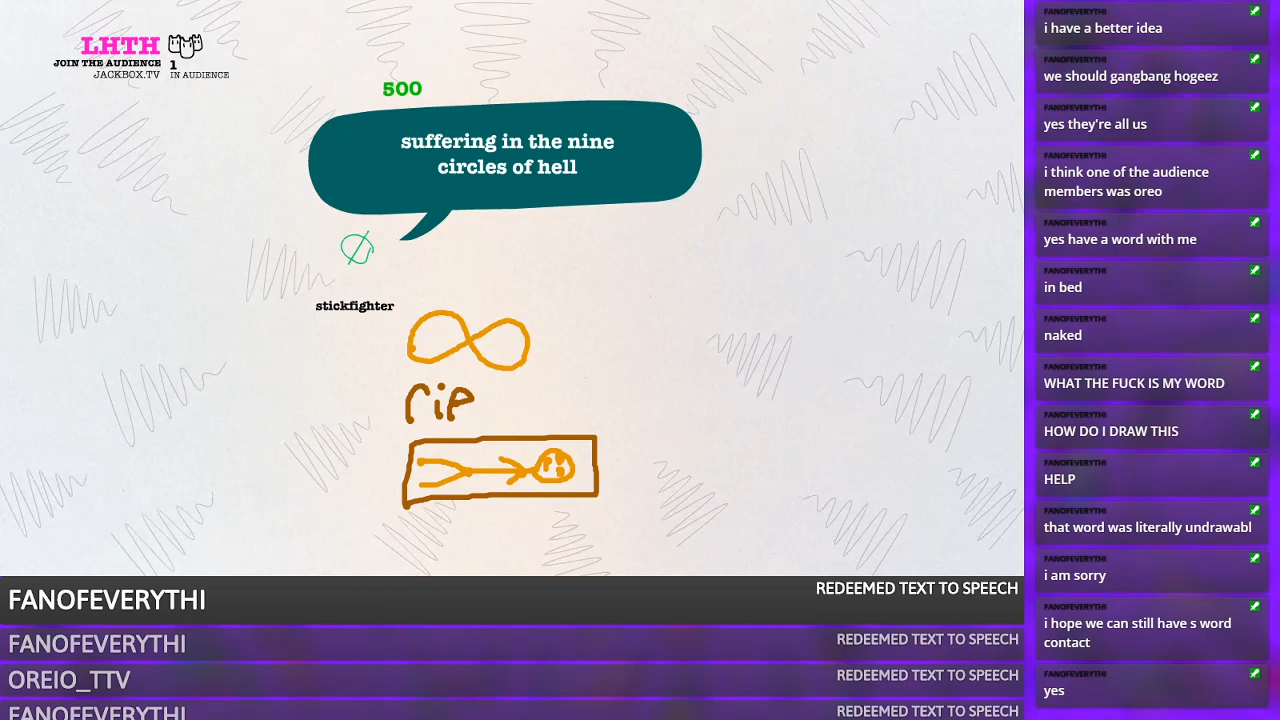 LHTH
JOIN THE AUDIENCE
JACKBOX.TV
1
IN AUDIENCE
500
suffering in the nine
circles of hell
stickfighter
rip
FANOFEVERYTHI
REDEEMED TEXT TO SPEECH
FANOFEVERYTHI
REDEEMED TEXT TO SPEECH
OREIO_TTV
REDEEMED TEXT TO SPEECH
FANOFEVERYTHI
REDEEMED TEXT TO SPEECH
FANOFEVERYTHI
i have a better idea
FANOFEVERYTHI
we should gangbang hogeez
FANOFEVERYTHI
yes they're all us
FANOFEVERYTHI
i think one of the audience
members was oreo
FANOFEVERYTHI
yes have a word with me
FANOFEVERYTHI
in bed
FANOFEVERYTHI
naked
FANOFEVERYTHI
WHAT THE FUCK IS MY WORD
FANOFEVERYTHI
HOW DO I DRAW THIS
FANOFEVERYTHI
HELP
FANOFEVERYTHI
that word was literally undrawabl
FANOFEVERYTHI
i am sorry
FANOFEVERYTHI
i hope we can still have s word
contact
FANOFEVERYTHI
yes